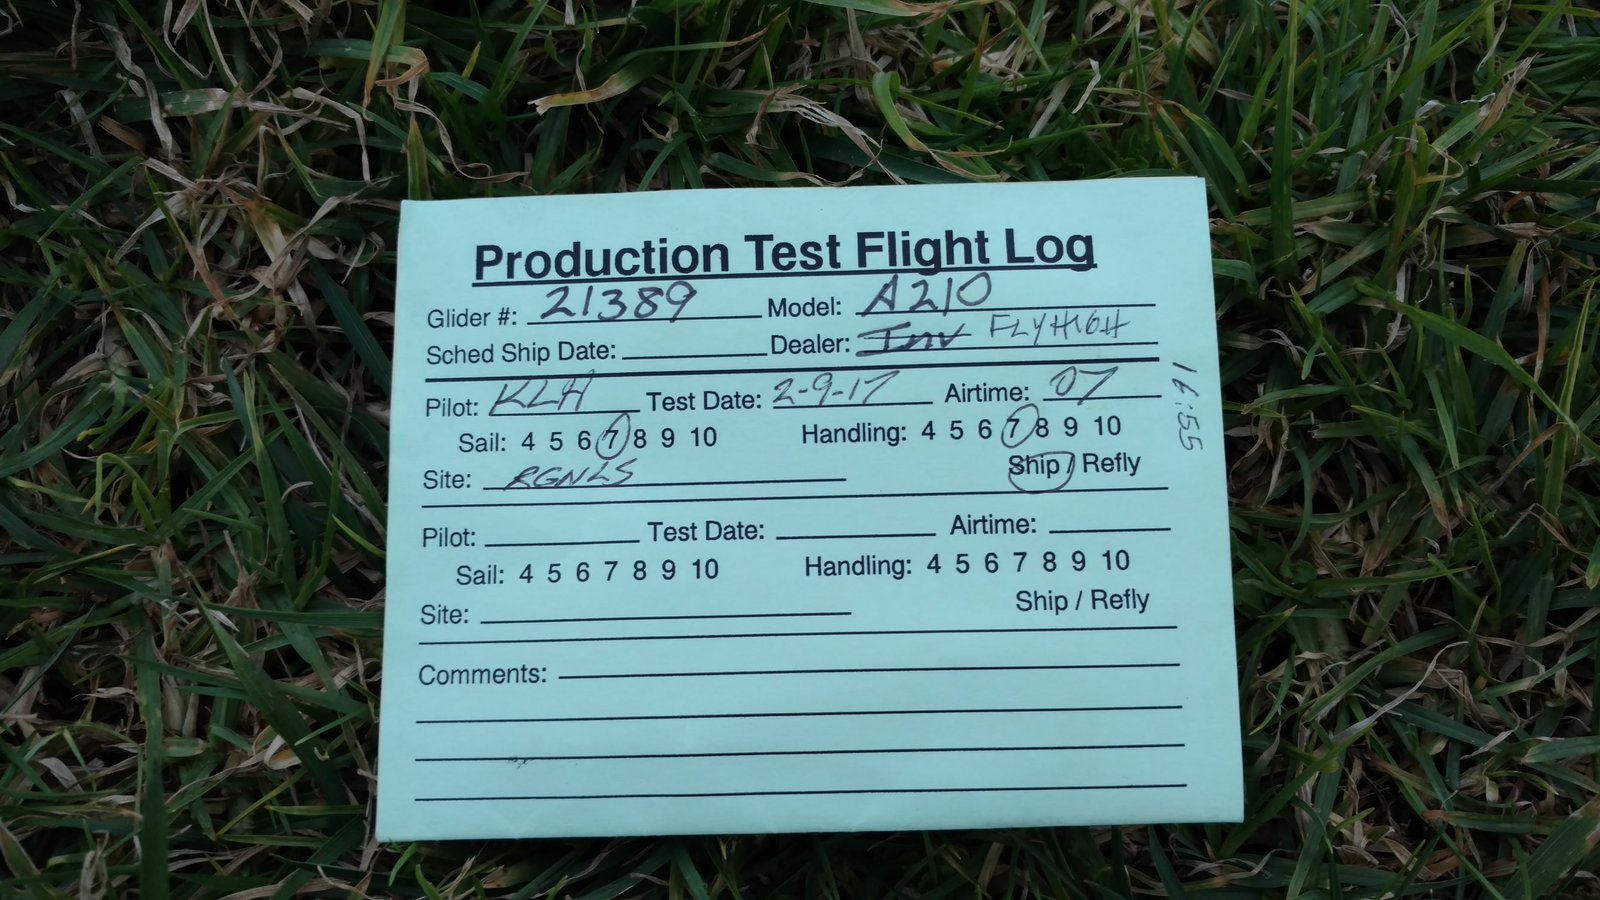 Production Test Flight Log
Glider #: 21389 Model: A210
Sched Ship Date: Dealer: Inv FLYHIGH
Pilot: KLH Test Date: 2-9-17 Airtime: 07
Sail: 4 5 6 7 8 9 10 Handling: 4 5 6 7 8 9 10
Site: RGNLS Ship / Refly
16:55
Pilot: Test Date: Airtime:
Sail: 4 5 6 7 8 9 10 Handling: 4 5 6 7 8 9 10
Site: Ship / Refly
Comments: